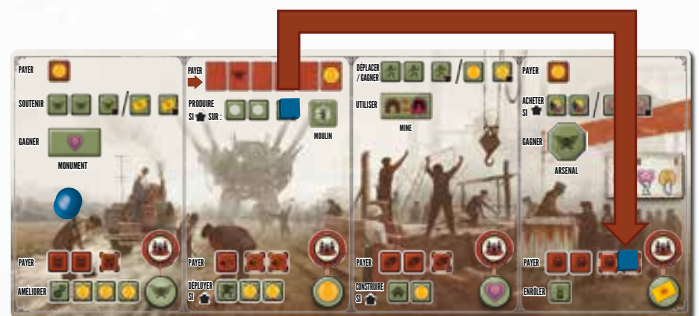 PAYER
SOUTENIR
GAGNER
MONUMENT
PAYER
AMÉLIORER
PAYER
PRODUIRE
SI SUR :
MOULIN
PAYER
DÉPLOYER
SI
DÉPLACER
/ GAGNER
UTILISER
MINE
PAYER
CONSTRUIRE
SI
PAYER
ACHETER
SI
GAGNER
ARSENAL
PAYER
ENRÔLER